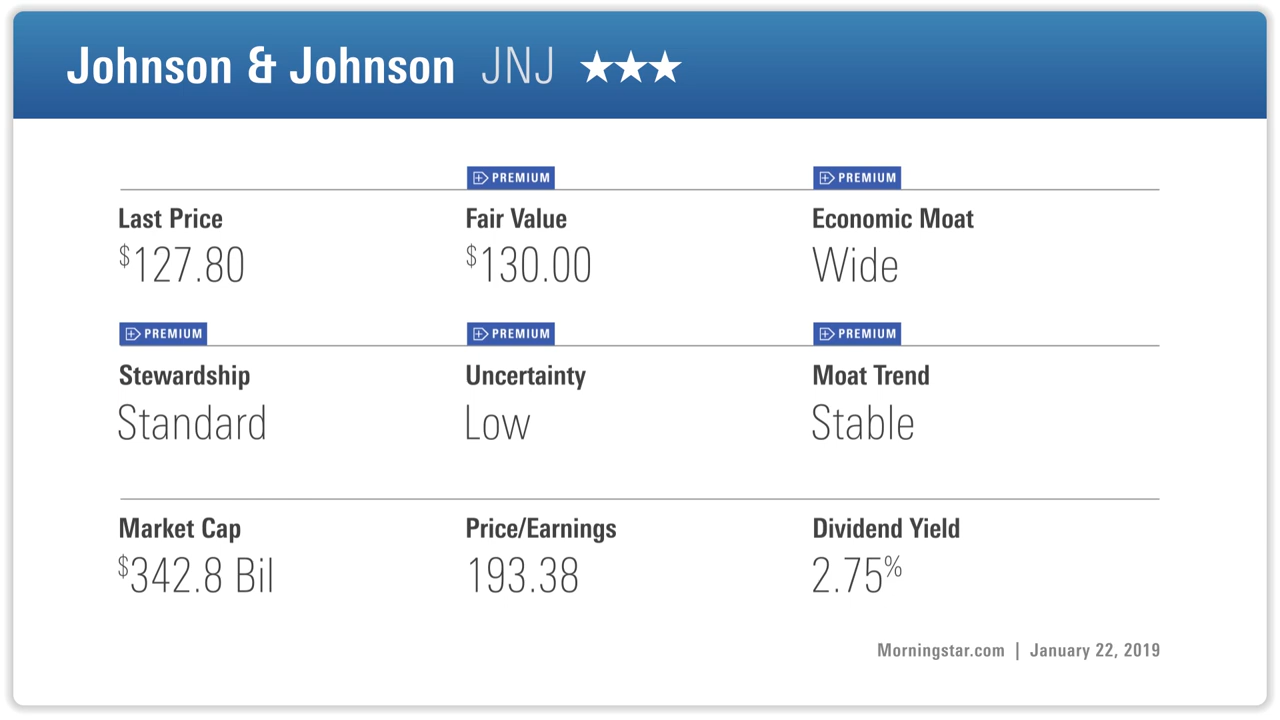 Johnson & Johnson JNJ ★★★
PREMIUM PREMIUM
Last Price Fair Value Economic Moat
$127.80 $130.00 Wide
PREMIUM PREMIUM PREMIUM
Stewardship Uncertainty Moat Trend
Standard Low Stable
Market Cap Price/Earnings Dividend Yield
$342.8 Bil 193.38 2.75%
Morningstar.com | January 22, 2019